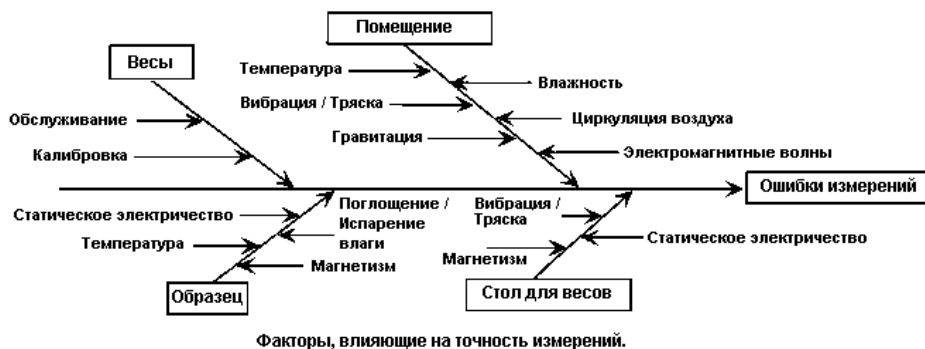 Помещение
Весы
Температура
Влажность
Вибрация / Тряска
Обслуживание
Циркуляция воздуха
Гравитация
Калибровка
Электромагнитные волны
Ошибки измерений
Поглощение /
Испарение
влаги
Статическое электричество
Вибрация /
Тряска
Температура
Статическое электричество
Магнетизм
Магнетизм
Образец
Стол для весов
Факторы, влияющие на точность измерений.